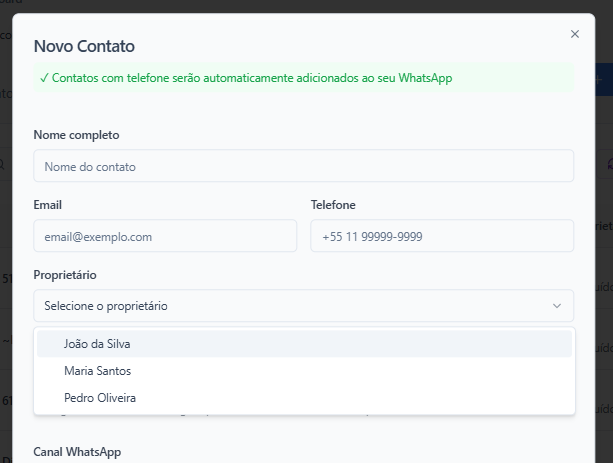 Novo Contato
✓ Contatos com telefone serão automaticamente adicionados ao seu WhatsApp
Nome completo
Nome do contato
Email
Telefone
email@exemplo.com
+55 11 99999-9999
Proprietário
Selecione o proprietário
João da Silva
Maria Santos
Pedro Oliveira
Canal WhatsApp